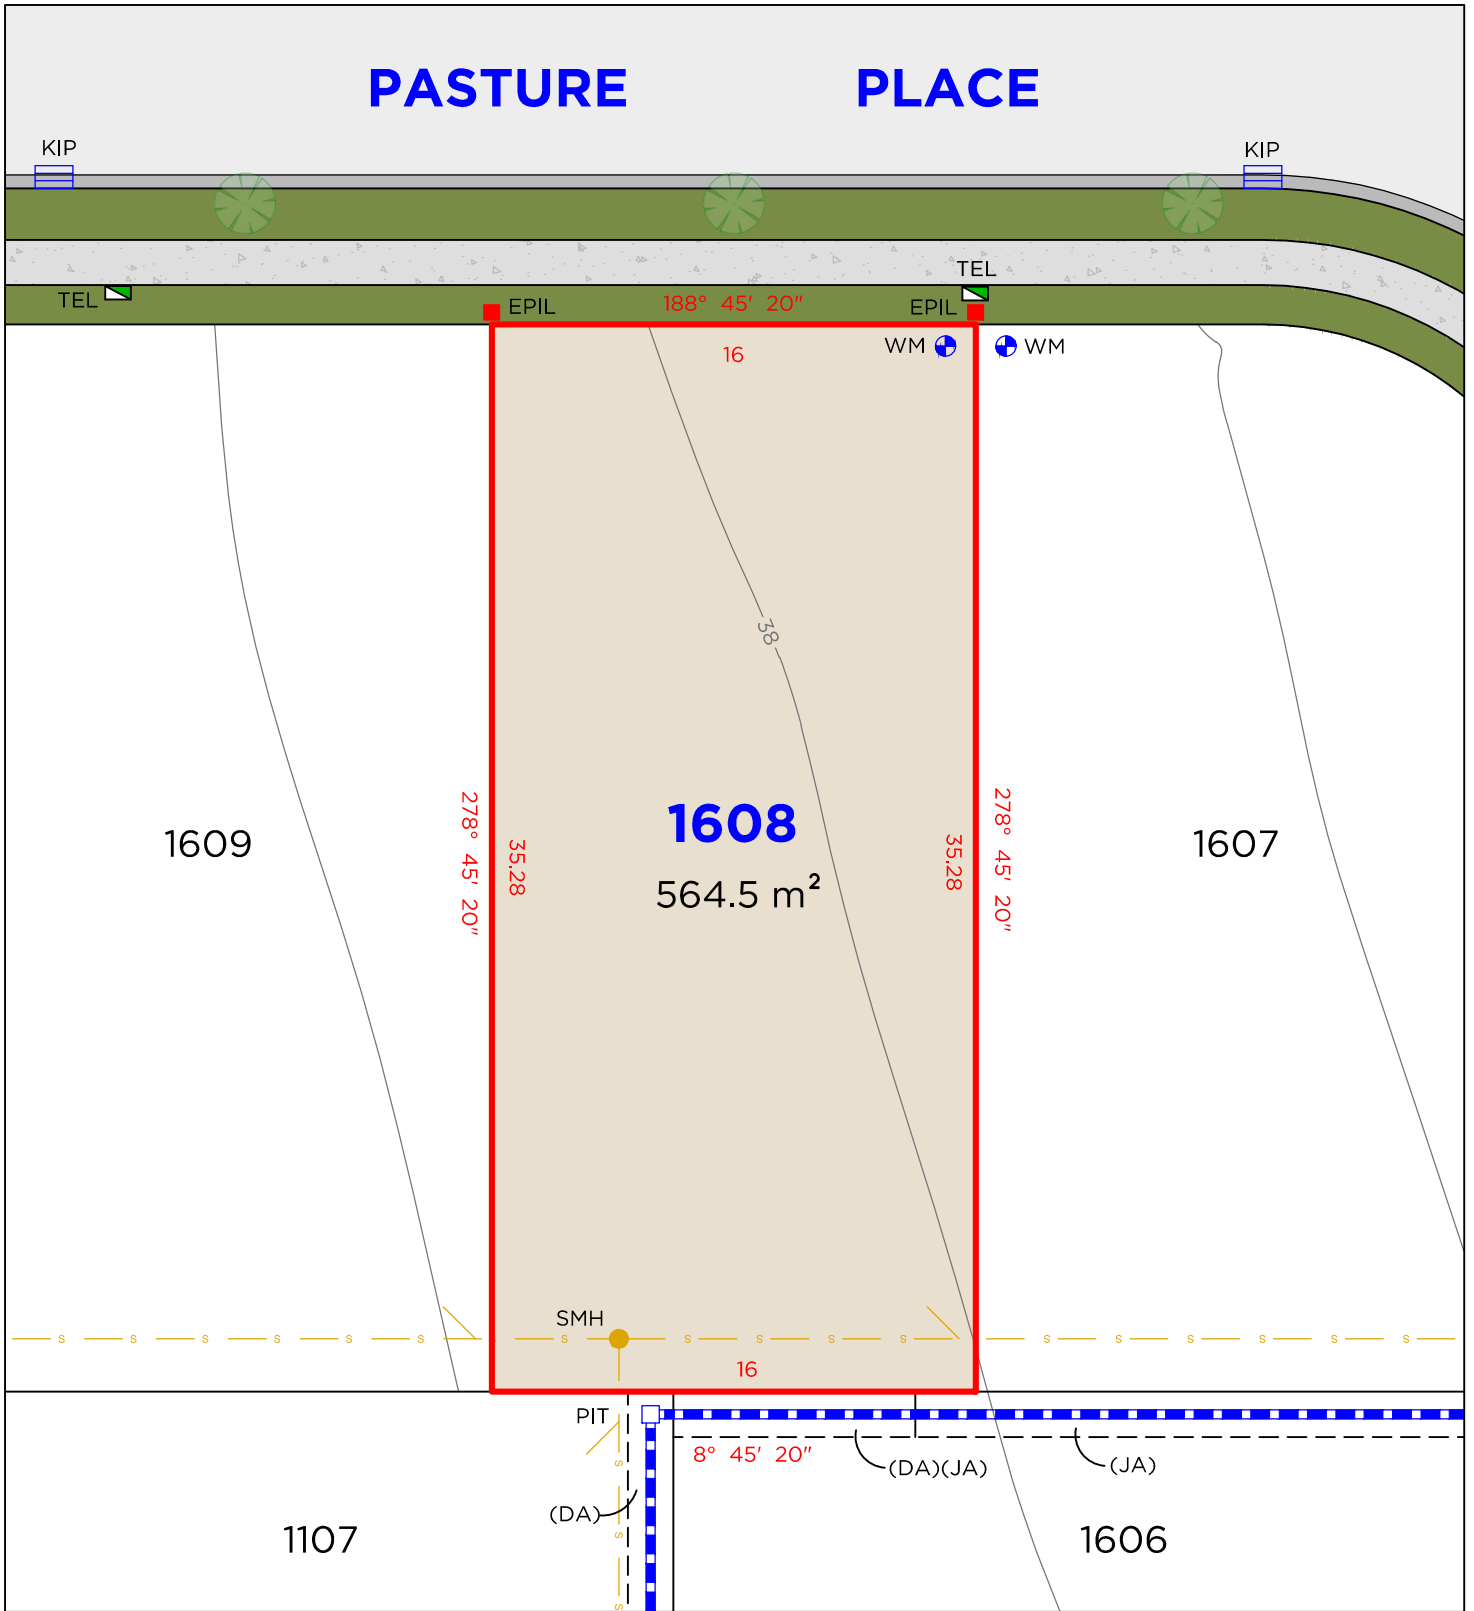 PASTURE PLACE
KIP
KIP
TEL
TEL
EPIL
188° 45' 20"
EPIL
16
WM
WM
38
278° 45' 20"
35.28
1608
564.5 m²
35.28
278° 45' 20"
1609
1607
SMH
S S S S S S S S S S S S S S S S S
16
PIT
8° 45' 20"
(DA)(JA)
(JA)
S
(DA)
S
1107
1606
S